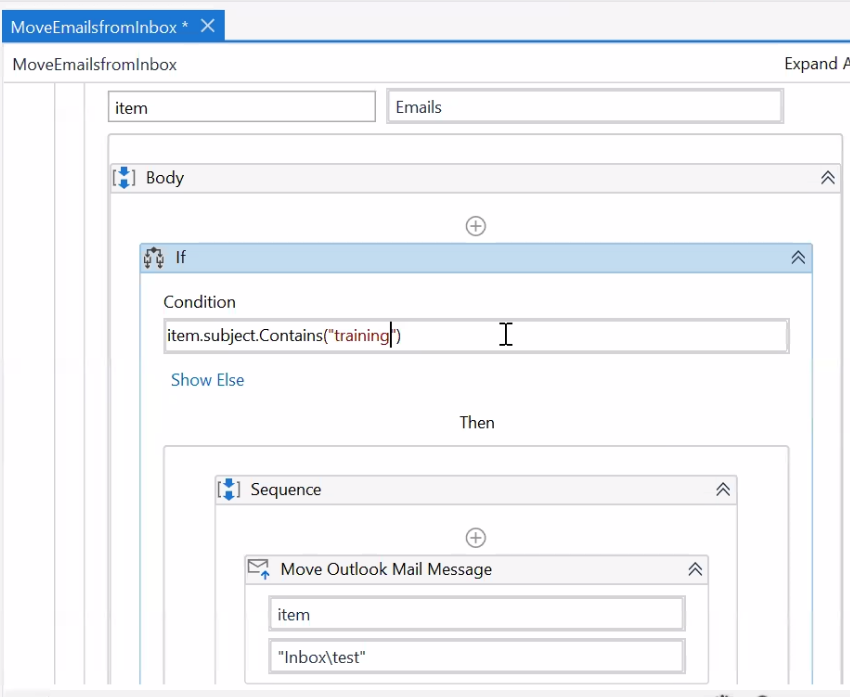 MoveEmailsfromInbox *
MoveEmailsfromInbox
Expand A
item
Emails
Body
If
Condition
item.subject.Contains("training")
Show Else
Then
Sequence
Move Outlook Mail Message
item
"Inbox\test"